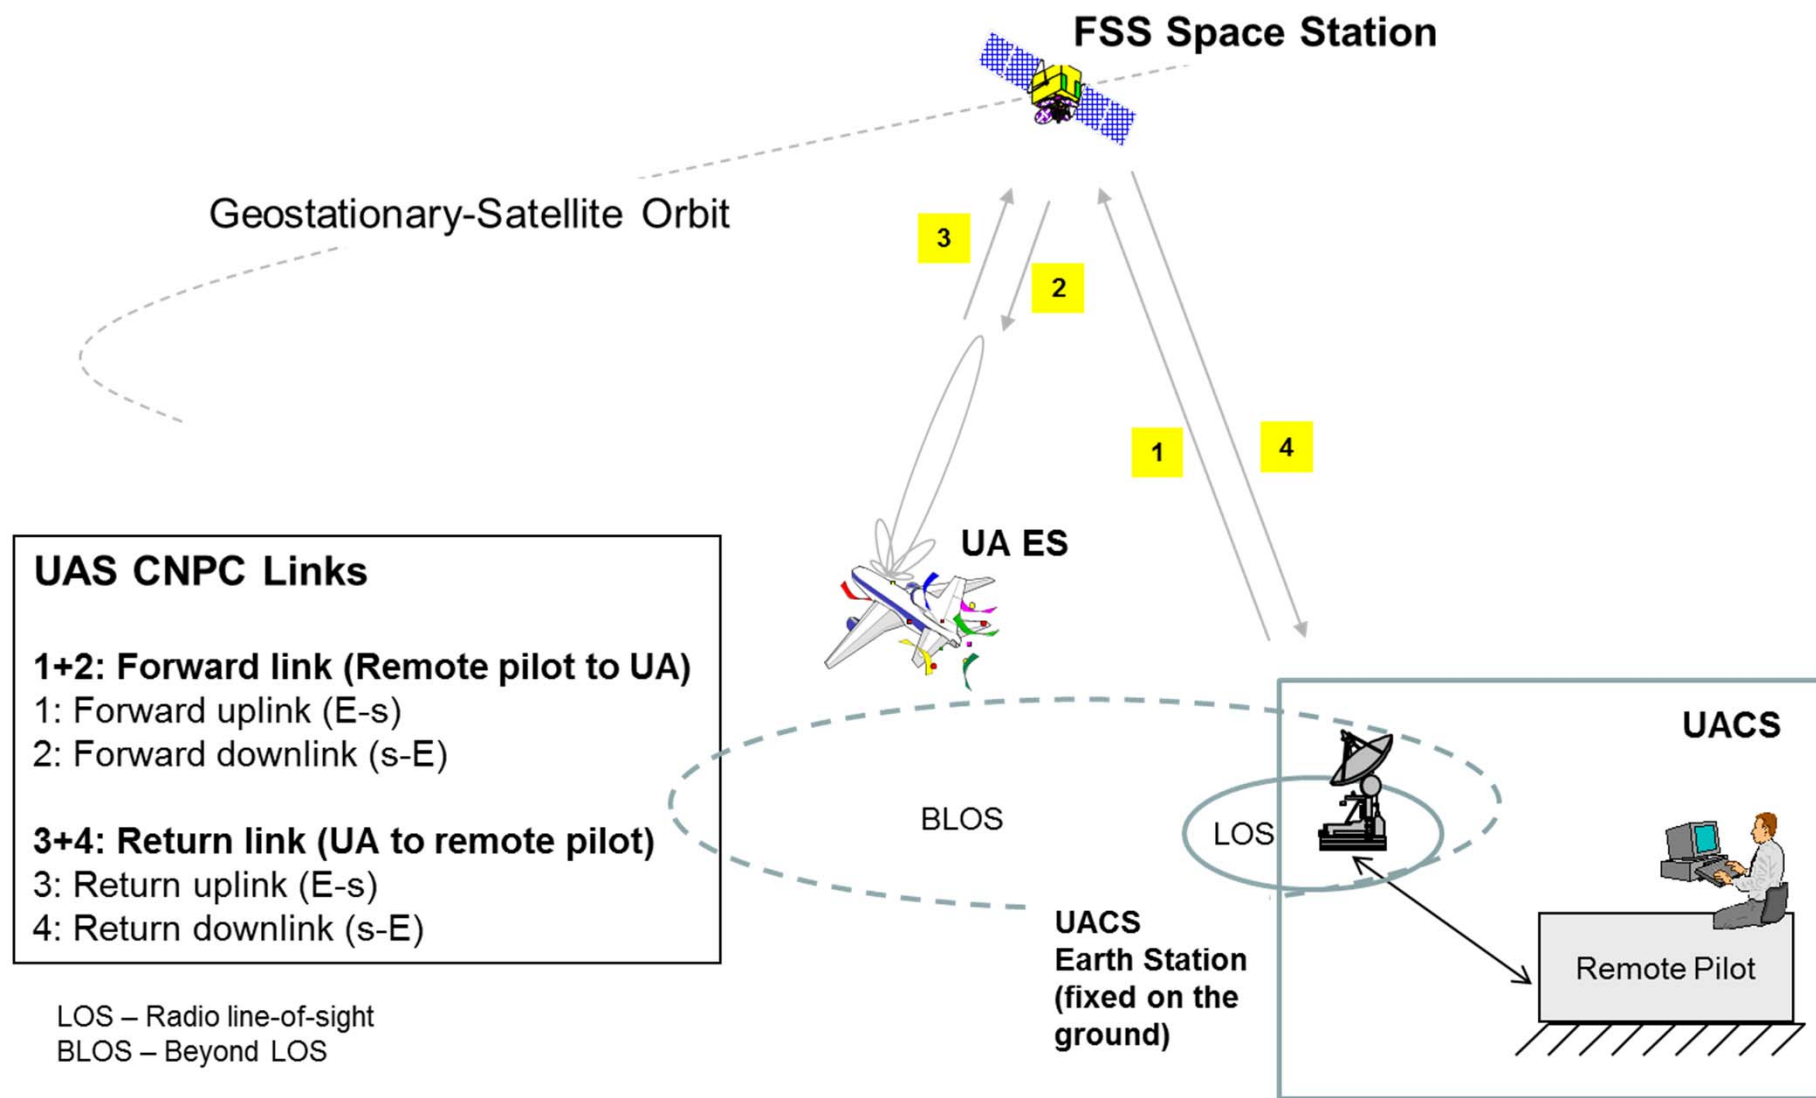 FSS Space Station
Geostationary-Satellite Orbit
3
2
1
4
UA ES
UAS CNPC Links
1+2: Forward link (Remote pilot to UA)
1: Forward uplink (E-s)
2: Forward downlink (s-E)
3+4: Return link (UA to remote pilot)
3: Return uplink (E-s)
4: Return downlink (s-E)
UACS
BLOS
LOS
UACS
Earth Station
(fixed on the
ground)
Remote Pilot
LOS – Radio line-of-sight
BLOS – Beyond LOS